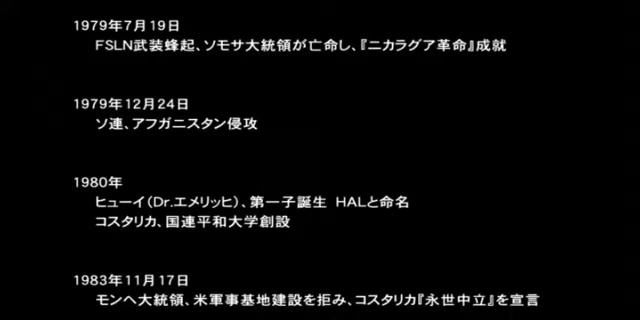 1979年7月19日
FSLN武装蜂起、ソモサ大統領が亡命し、『ニカラグア革命』成就
1979年12月24日
ソ連、アフガニスタン侵攻
1980年
ヒューイ(Dr.エメリッヒ)、第一子誕生 HALと命名
コスタリカ、国連平和大学創設
1983年11月17日
モンヘ大統領、米軍事基地建設を拒み、コスタリカ『永世中立』を宣言